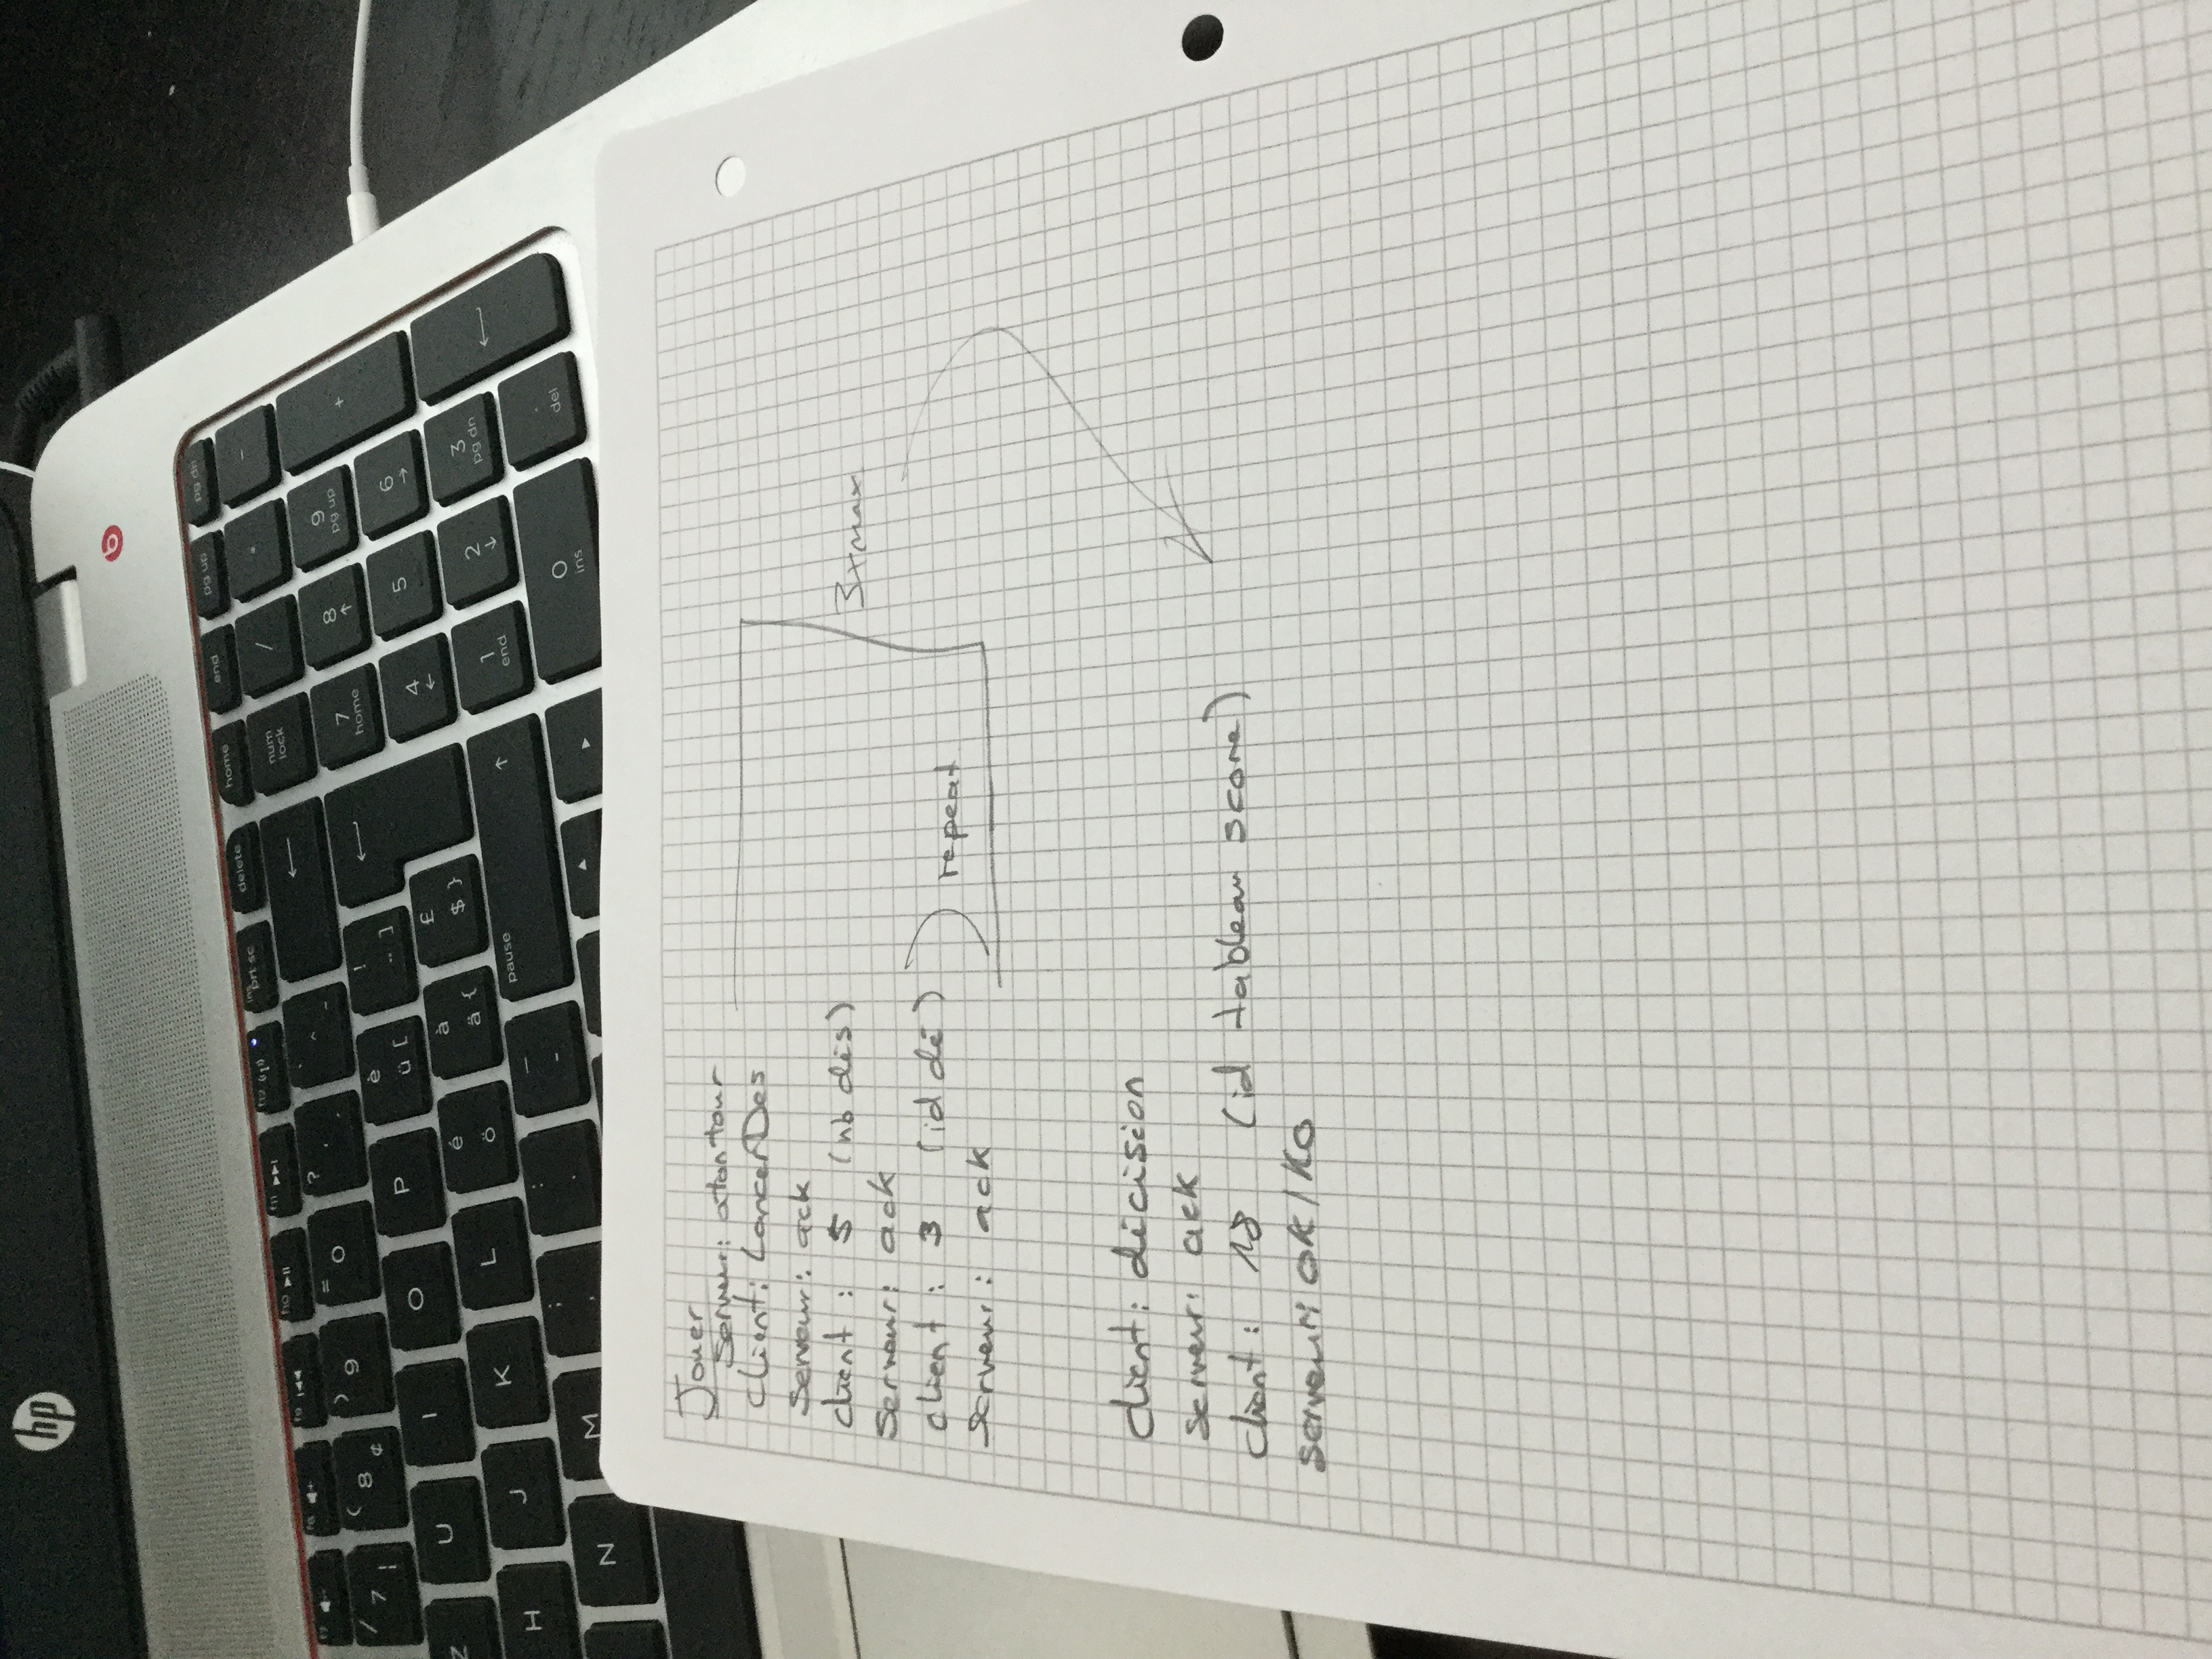 hp
b
pg dn
pg up
end
home
delete
ins prt sc
f12
f11
f10
f9
f8
f7
num lock
/
*
-
/ 7 ¦
( 8 ¢
) 9
= 0
? '
^
7 home
8
9 pg up
+
Z
U
I
O
P
è ü [
! ¨ ]
4
5
6
H
J
K
L
é ö
à ä {
£ $ }
1 end
2
3 pg dn
N
M
; ,
: .
_ -
pause
0 ins
. del
Jouer
Serveur: atontour
Client: LancerDes
Serveur: ack
client : 5 (nb dés)
3xmax
Serveur: ack
client : 3 (id dé)
repeat
Serveur: ack
client: décision
serveur: ack
client: 18 (id tableau score)
serveur: OK/KO